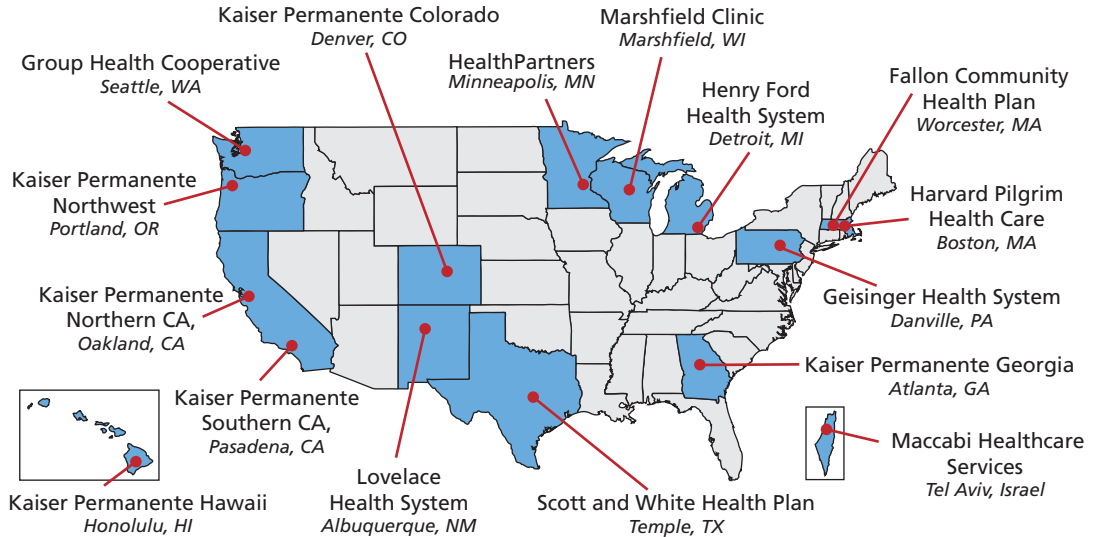 Kaiser Permanente Colorado
Denver, CO
Marshfield Clinic
Marshfield, WI
Group Health Cooperative
Seattle, WA
HealthPartners
Minneapolis, MN
Henry Ford
Health System
Detroit, MI
Fallon Community
Health Plan
Worcester, MA
Kaiser Permanente
Northwest
Portland, OR
Harvard Pilgrim
Health Care
Boston, MA
Kaiser Permanente
Northern CA,
Oakland, CA
Geisinger Health System
Danville, PA
Kaiser Permanente Georgia
Atlanta, GA
Kaiser Permanente
Southern CA,
Pasadena, CA
Maccabi Healthcare
Services
Tel Aviv, Israel
Kaiser Permanente Hawaii
Honolulu, HI
Lovelace
Health System
Albuquerque, NM
Scott and White Health Plan
Temple, TX